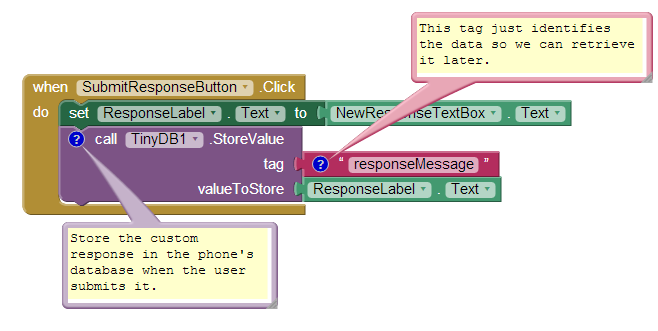 This tag just identifies
the data so we can retrieve
it later.
when SubmitResponseButton .Click
do set ResponseLabel . Text to NewResponseTextBox . Text
? call TinyDB1 .StoreValue
tag ? “ responseMessage ”
valueToStore ResponseLabel . Text
Store the custom
response in the phone's
database when the user
submits it.